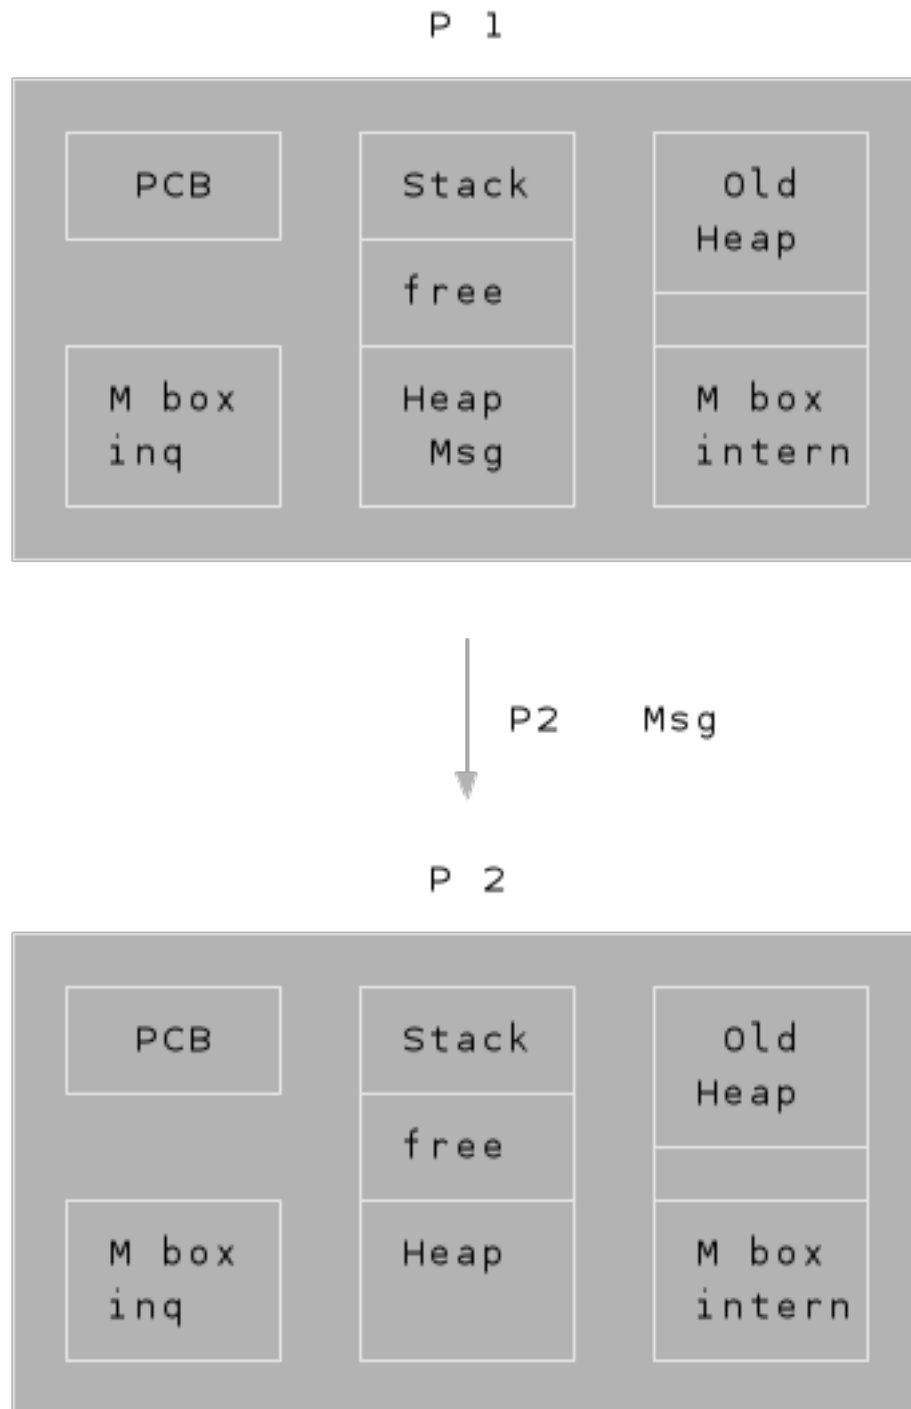 P 1
PCB Stack Old
Heap
free
M box Heap M box
inq Msg intern
P2 Msg
P 2
PCB Stack Old
Heap
free
M box Heap M box
inq intern